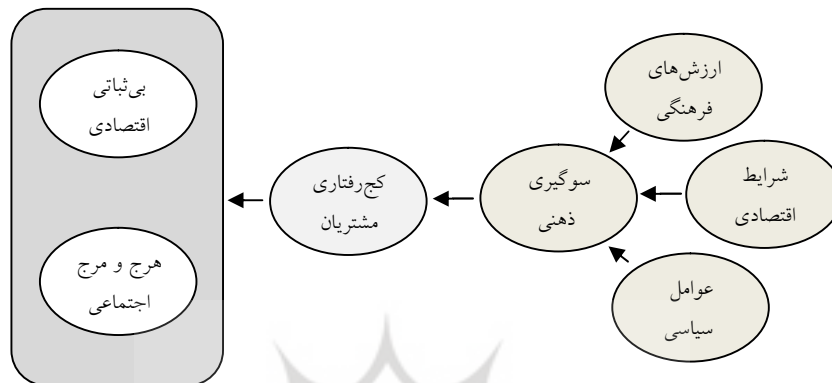 ارزش‌های
فرهنگی
شرایط
اقتصادی
عوامل
سیاسی
سوگیری
ذهنی
کج‌رفتاری
مشتریان
بی‌ثباتی
اقتصادی
هرج و مرج
اجتماعی